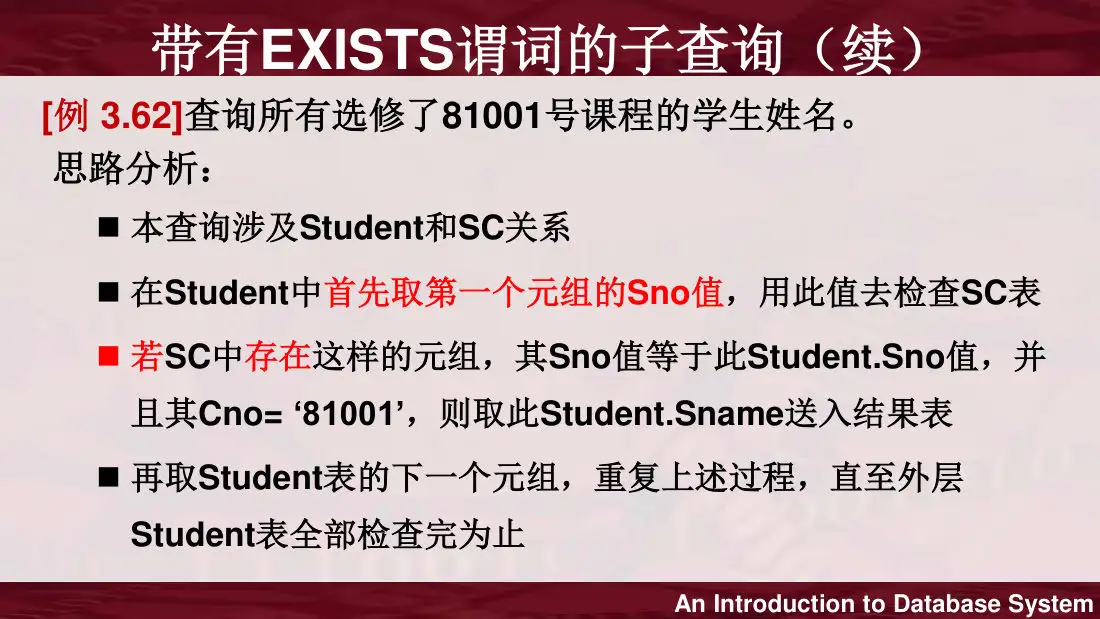 带有EXISTS谓词的子查询（续）
[例 3.62]查询所有选修了81001号课程的学生姓名。
思路分析：
■ 本查询涉及Student和SC关系
■ 在Student中首先取第一个元组的Sno值，用此值去检查SC表
■ 若SC中存在这样的元组，其Sno值等于此Student.Sno值，并
且其Cno= ‘81001’，则取此Student.Sname送入结果表
■ 再取Student表的下一个元组，重复上述过程，直至外层
Student表全部检查完为止
An Introduction to Database System